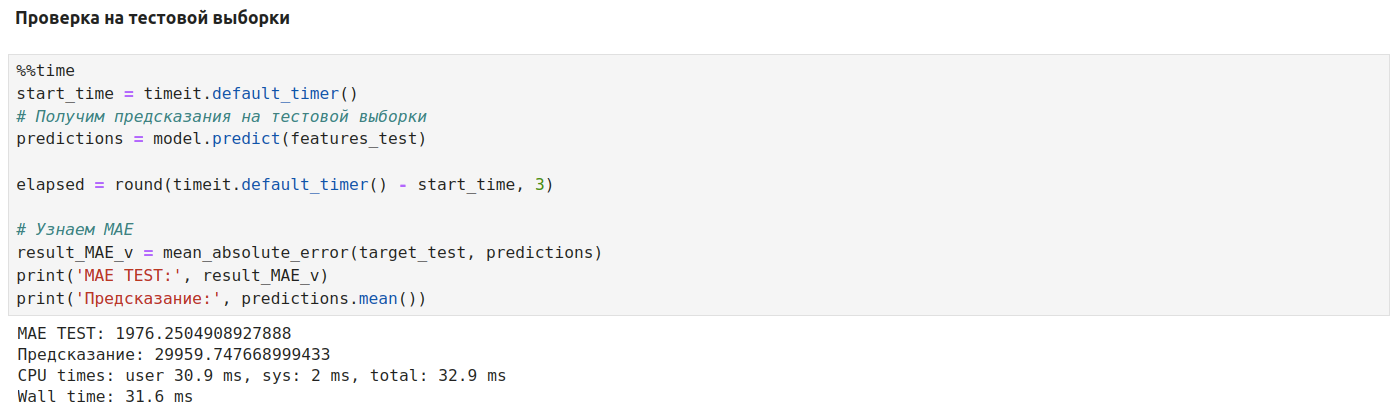 Проверка на тестовой выборки
%%time
start_time = timeit.default_timer()
# Получим предсказания на тестовой выборки
predictions = model.predict(features_test)
elapsed = round(timeit.default_timer() - start_time, 3)
# Узнаем MAE
result_MAE_v = mean_absolute_error(target_test, predictions)
print('MAE TEST:', result_MAE_v)
print('Предсказание:', predictions.mean())
MAE TEST: 1976.2504908927888
Предсказание: 29959.747668999433
CPU times: user 30.9 ms, sys: 2 ms, total: 32.9 ms
Wall time: 31.6 ms